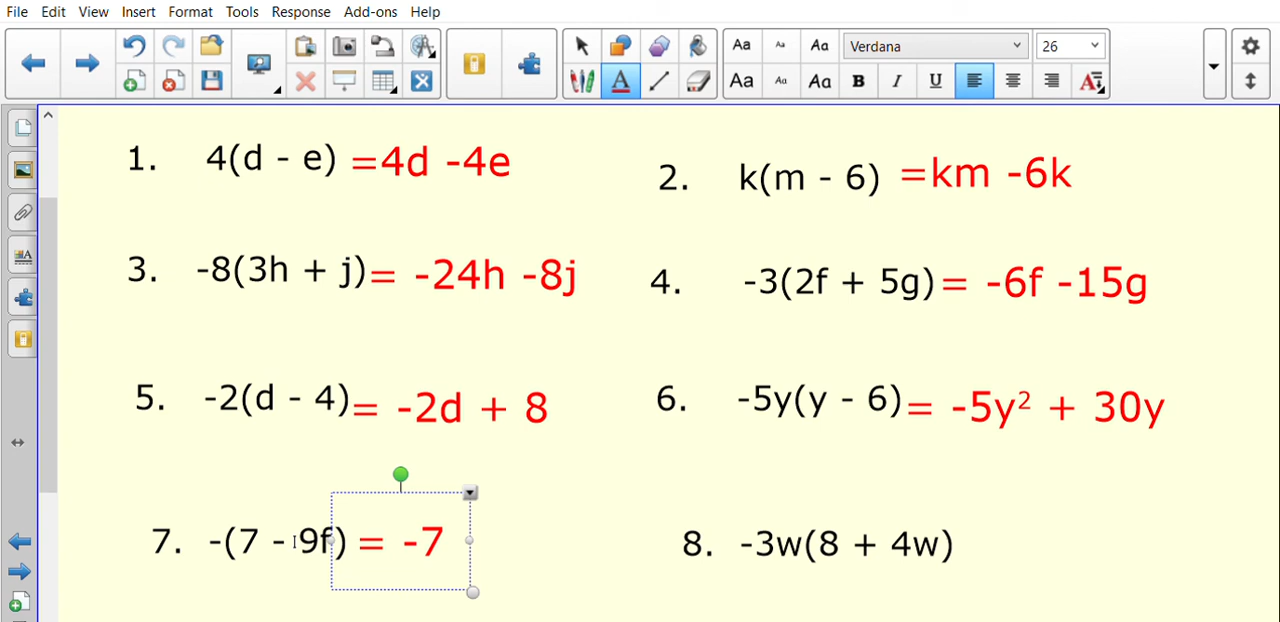 File Edit View Insert Format Tools Response Add-ons Help
Aa Aa Aa Verdana 26
Aa Aa Aa B I U A
1. 4(d - e) =4d -4e
2. k(m - 6) =km -6k
3. -8(3h + j)= -24h -8j
4. -3(2f + 5g)= -6f -15g
5. -2(d - 4)= -2d + 8
6. -5y(y - 6)= -5y² + 30y
7. -(7 - 9f) = -7
8. -3w(8 + 4w)